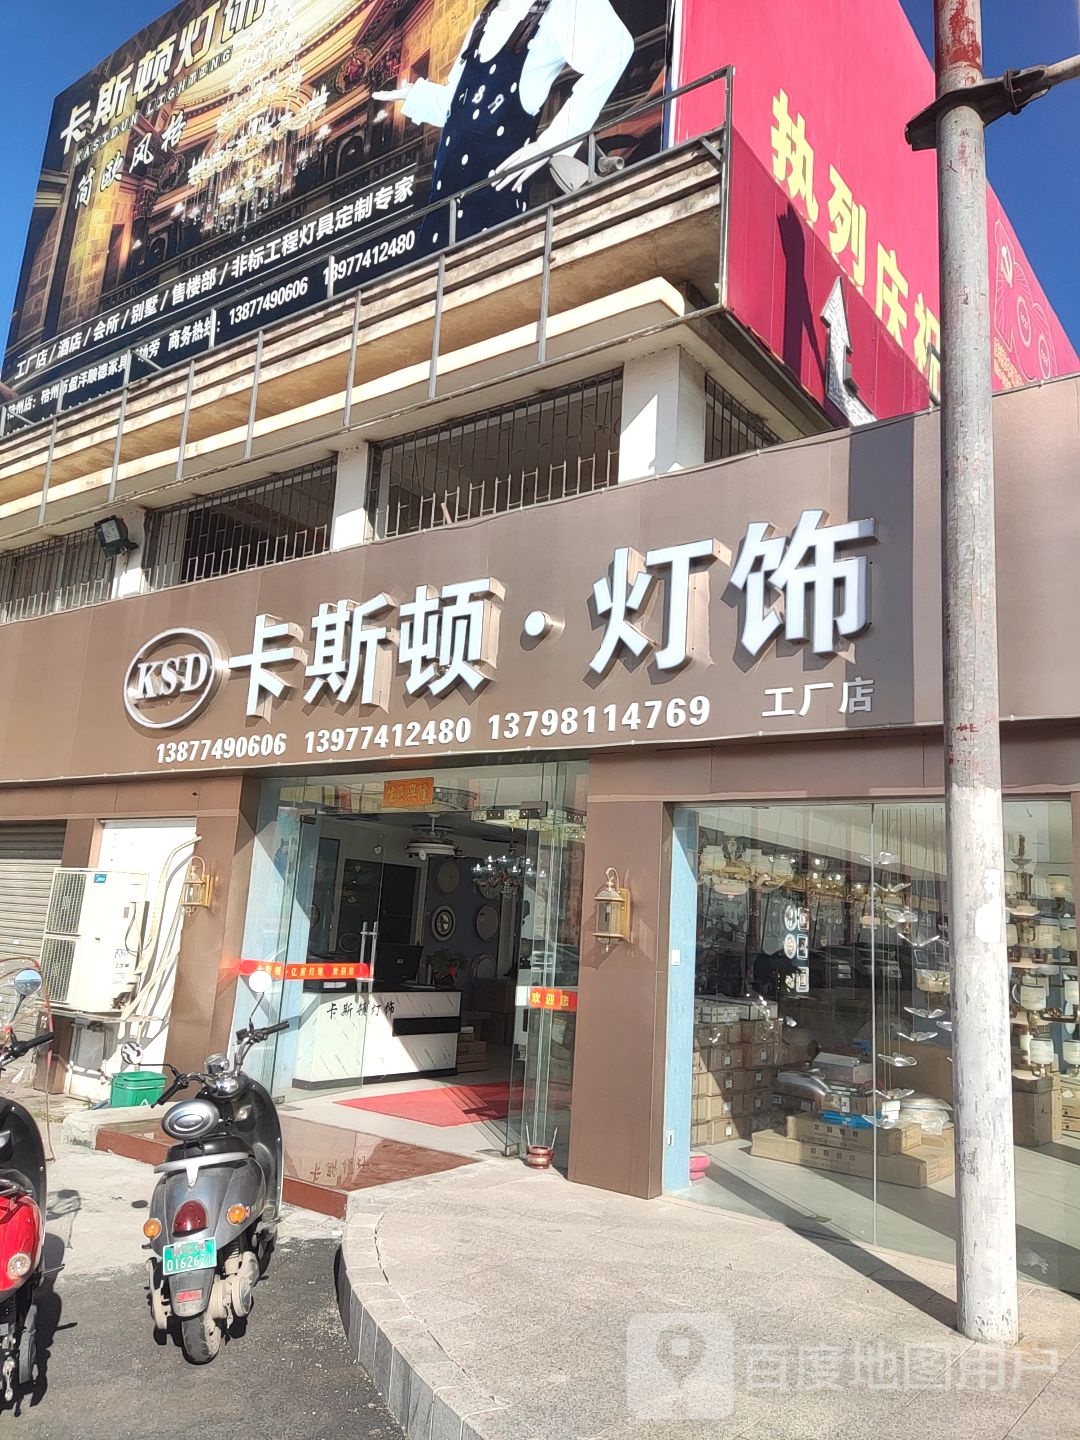 卡斯顿灯饰
KASIDUN LIGHTING
简欧风格
工厂店/酒店/会所/别墅/售楼部/非标工程灯具定制专家
商务热线：13877490606 13977412480
执列庆祝
KSD 卡斯顿·灯饰
13877490606 13977412480 13798114769 工厂店
欢迎您
卡斯顿灯饰
百度地图用户